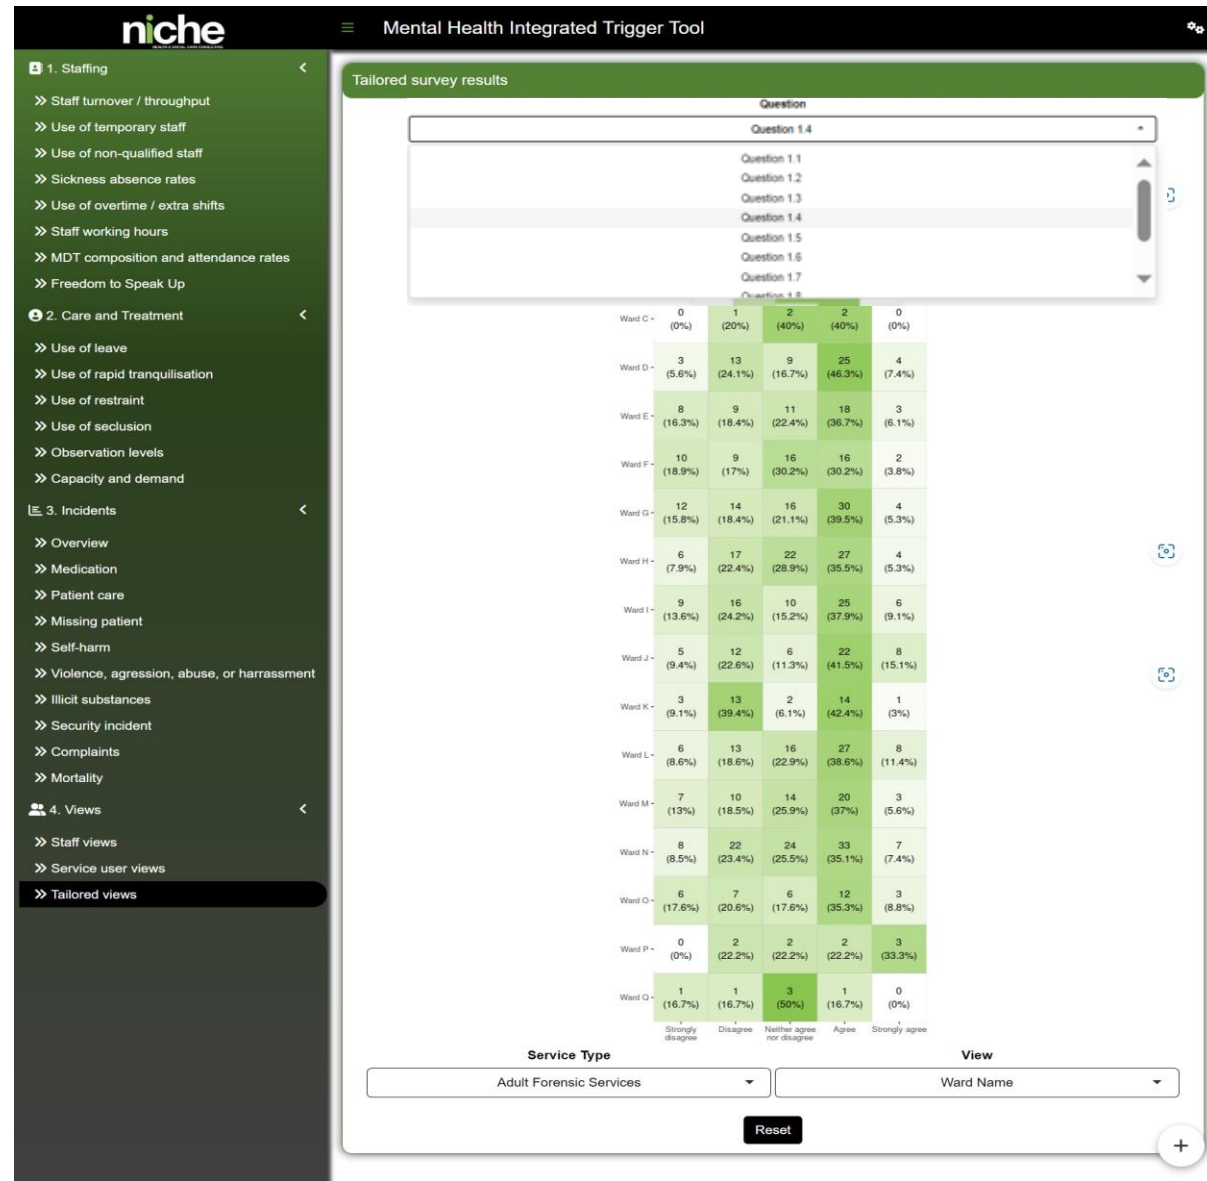 niche
Mental Health Integrated Trigger Tool
1. Staffing
Staff turnover / throughput
Use of temporary staff
Use of non-qualified staff
Sickness absence rates
Use of overtime / extra shifts
Staff working hours
MDT composition and attendance rates
Freedom to Speak Up
2. Care and Treatment
Use of leave
Use of rapid tranquilisation
Use of restraint
Use of seclusion
Observation levels
Capacity and demand
3. Incidents
Overview
Medication
Patient care
Missing patient
Self-harm
Violence, agression, abuse, or harrassment
Illicit substances
Security incident
Complaints
Mortality
4. Views
Staff views
Service user views
Tailored views
Tailored survey results
Question
Question 1.4
Question 1.1
Question 1.2
Question 1.3
Question 1.4
Question 1.5
Question 1.6
Question 1.7
Question 1.8
Ward C 0 1 2 2 0
(0%) (20%) (40%) (40%) (0%)
Ward D 3 13 9 25 4
(5.6%) (24.1%) (16.7%) (46.3%) (7.4%)
Ward E 8 9 11 18 3
(16.3%) (18.4%) (22.4%) (36.7%) (6.1%)
Ward F 10 9 16 16 2
(18.9%) (17%) (30.2%) (30.2%) (3.8%)
Ward G 12 14 16 30 4
(15.8%) (18.4%) (21.1%) (39.5%) (5.3%)
Ward H 6 17 22 27 4
(7.9%) (22.4%) (28.9%) (35.5%) (5.3%)
Ward I 9 16 10 25 6
(13.6%) (24.2%) (15.2%) (37.9%) (9.1%)
Ward J 5 12 6 22 8
(9.4%) (22.6%) (11.3%) (41.5%) (15.1%)
Ward K 3 13 2 14 1
(9.1%) (39.4%) (6.1%) (42.4%) (3%)
Ward L 6 13 16 27 8
(8.6%) (18.6%) (22.9%) (38.6%) (11.4%)
Ward M 7 10 14 20 3
(13%) (18.5%) (25.9%) (37%) (5.6%)
Ward N 8 22 24 33 7
(8.5%) (23.4%) (25.5%) (35.1%) (7.4%)
Ward O 6 7 6 12 3
(17.6%) (20.6%) (17.6%) (35.3%) (8.8%)
Ward P 0 2 2 2 3
(0%) (22.2%) (22.2%) (22.2%) (33.3%)
Ward Q 1 1 3 1 0
(16.7%) (16.7%) (50%) (16.7%) (0%)
Strongly Disagree Neither agree Agree Strongly agree
disagree nor disagree
Service Type View
Adult Forensic Services Ward Name
Reset